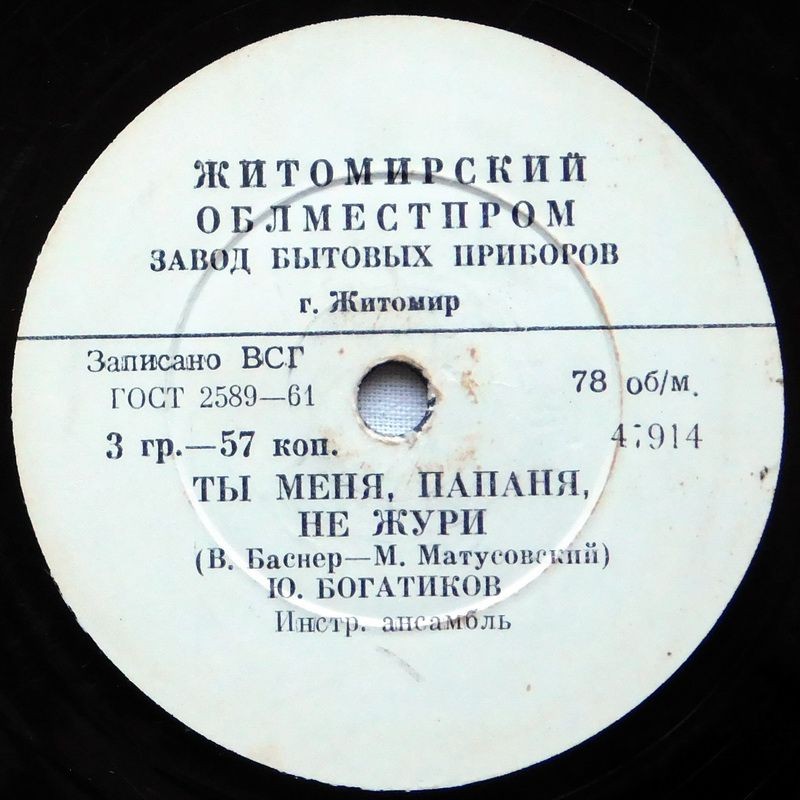 ЖИТОМИРСКИЙ
ОБЛМЕСТПРОМ
ЗАВОД БЫТОВЫХ ПРИБОРОВ
г. Житомир
Записано ВСГ
ГОСТ 2589—61
78 об/м.
3 гр.—57 коп.
47914
ТЫ МЕНЯ, ПАПАНЯ,
НЕ ЖУРИ
(В. Баснер—М. Матусовский)
Ю. БОГАТИКОВ
Инстр. ансамбль